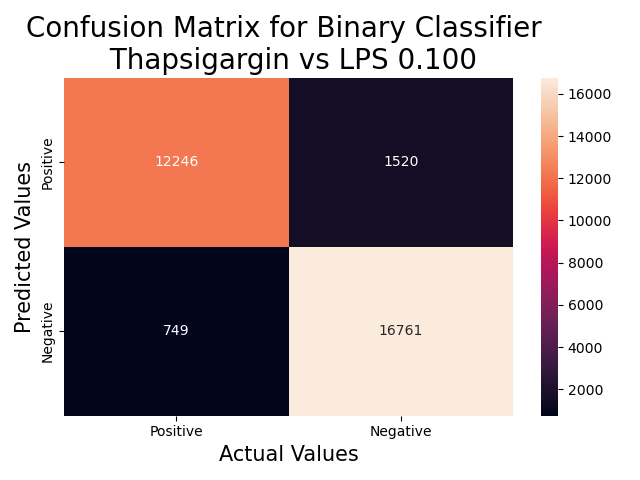 Confusion Matrix for Binary Classifier
Thapsigargin vs LPS 0.100
Predicted Values
Positive
Negative
12246
1520
749
16761
Positive
Negative
Actual Values
16000
14000
12000
10000
8000
6000
4000
2000